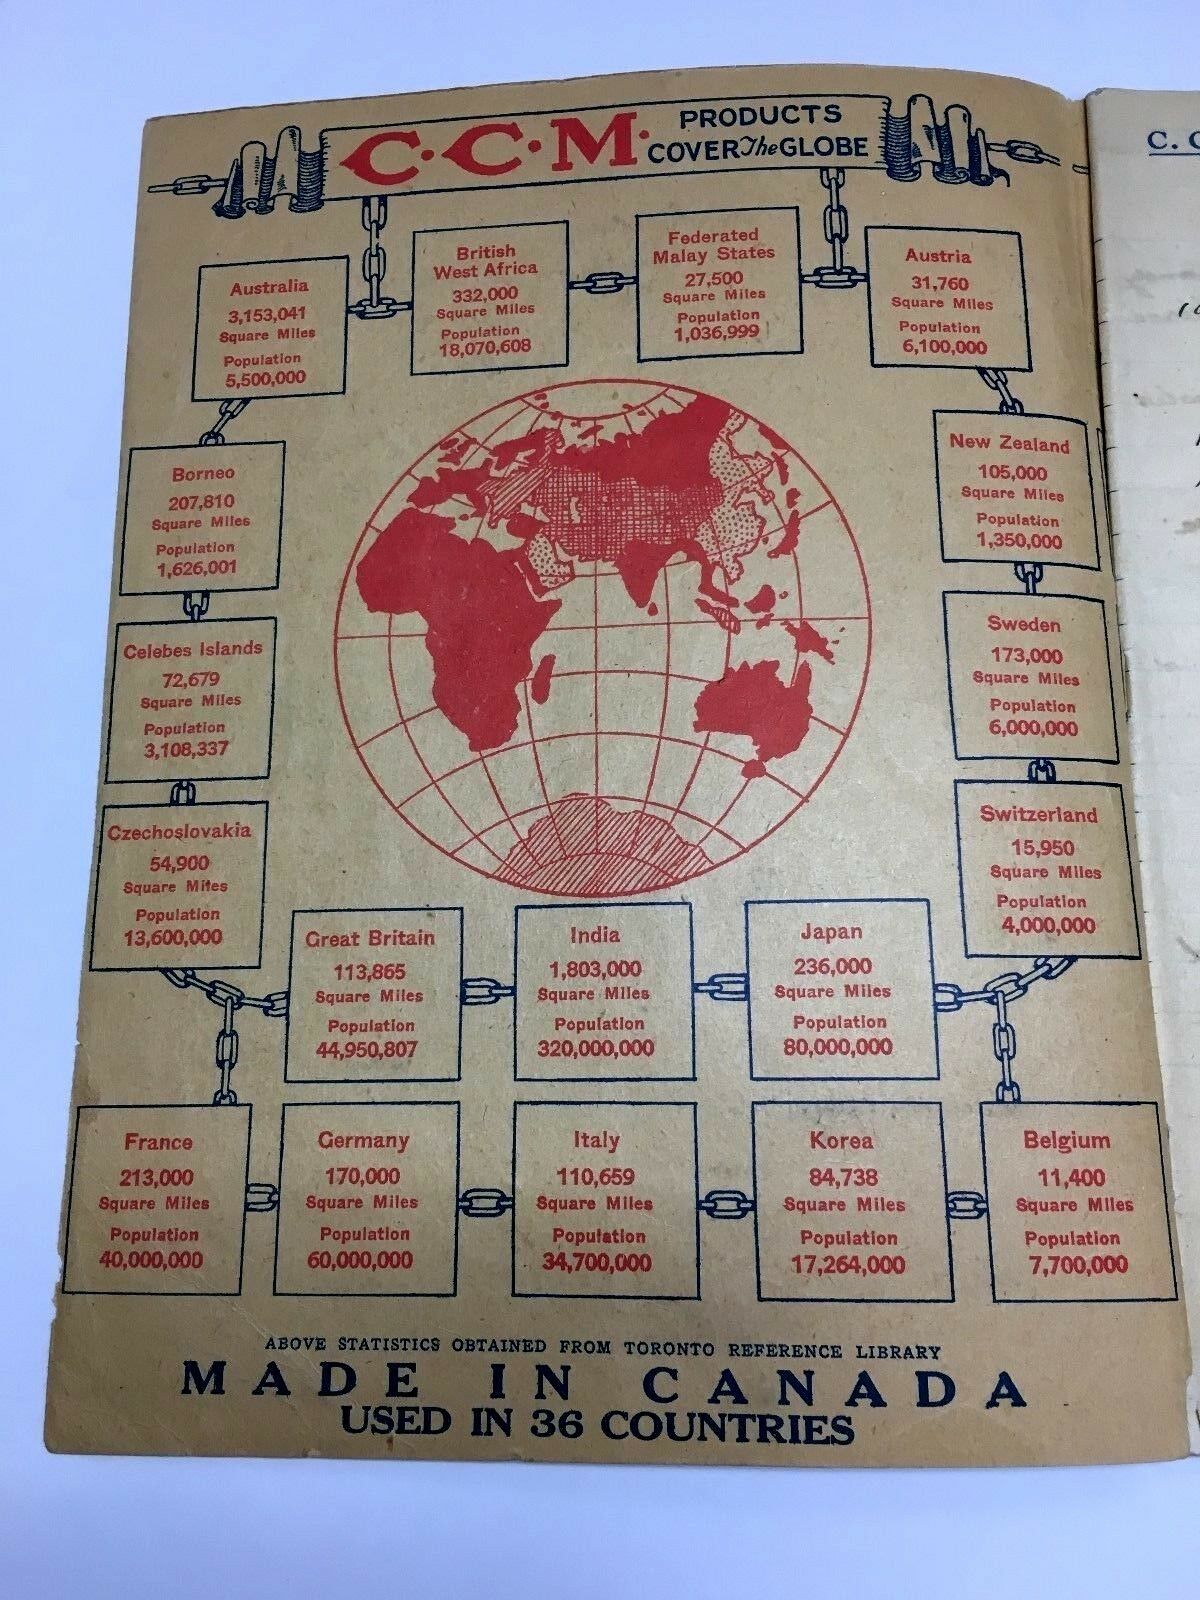 C·C·M· PRODUCTS
COVER The GLOBE
Australia
3,153,041
Square Miles
Population
5,500,000
British
West Africa
332,000
Square Miles
Population
18,070,608
Federated
Malay States
27,500
Square Miles
Population
1,036,999
Austria
31,760
Square Miles
Population
6,100,000
Borneo
207,810
Square Miles
Population
1,626,001
New Zealand
105,000
Square Miles
Population
1,350,000
Celebes Islands
72,679
Square Miles
Population
3,108,337
Sweden
173,000
Square Miles
Population
6,000,000
Czechoslovakia
54,900
Square Miles
Population
13,600,000
Switzerland
15,950
Square Miles
Population
4,000,000
Great Britain
113,865
Square Miles
Population
44,950,807
India
1,803,000
Square Miles
Population
320,000,000
Japan
236,000
Square Miles
Population
80,000,000
France
213,000
Square Miles
Population
40,000,000
Germany
170,000
Square Miles
Population
60,000,000
Italy
110,659
Square Miles
Population
34,700,000
Korea
84,738
Square Miles
Population
17,264,000
Belgium
11,400
Square Miles
Population
7,700,000
ABOVE STATISTICS OBTAINED FROM TORONTO REFERENCE LIBRARY
MADE IN CANADA
USED IN 36 COUNTRIES
C. C